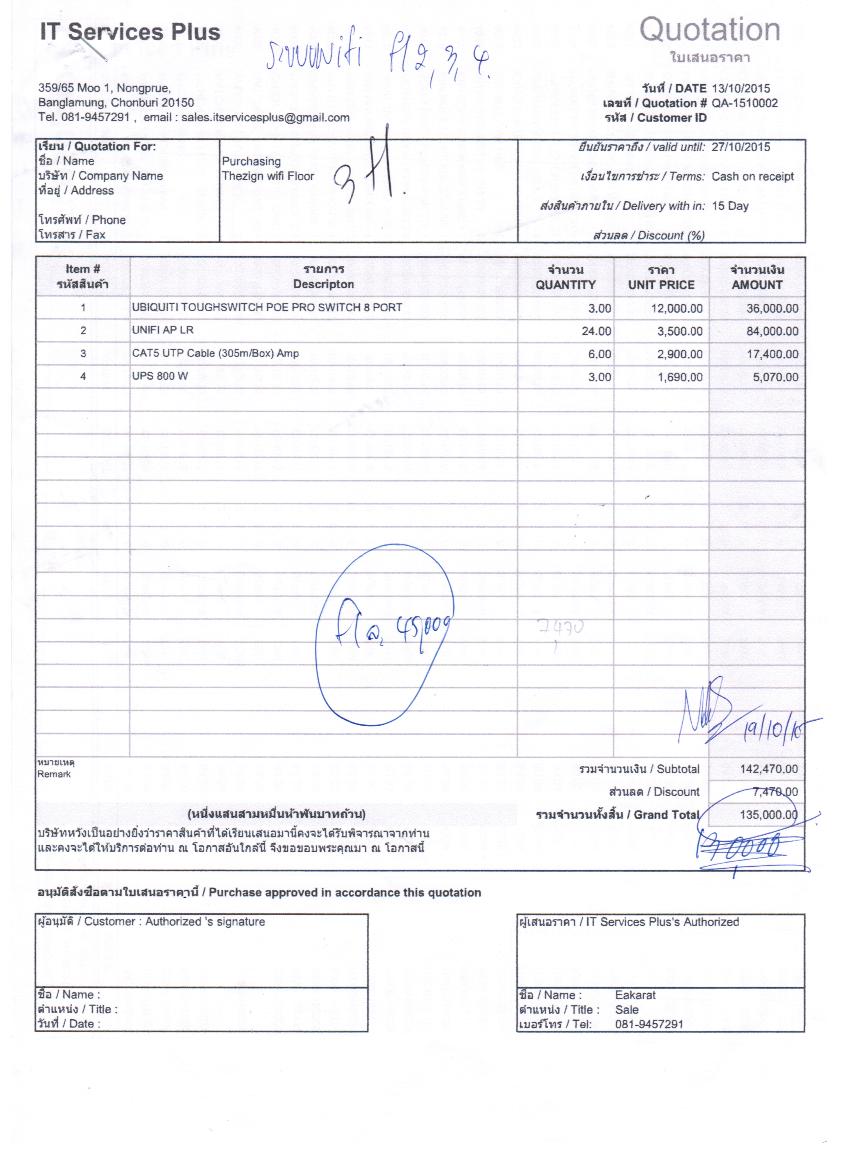 IT Services Plus
Quotation
ระบบwifi fl 2, 3, 4.
ใบเสนอราคา
359/65 Moo 1, Nongprue,
Banglamung, Chonburi 20150
Tel. 081-9457291 , email : sales.itservicesplus@gmail.com
วันที่ / DATE 13/10/2015
เลขที่ / Quotation # QA-1510002
รหัส / Customer ID
เรียน / Quotation For:
ชื่อ / Name Purchasing
บริษัท / Company Name Thezign wifi Floor
ที่อยู่ / Address
โทรศัพท์ / Phone
โทรสาร / Fax
3 fl.
ยืนยันราคาถึง / valid until: 27/10/2015
เงื่อนไขการชำระ / Terms: Cash on receipt
ส่งสินค้าภายใน / Delivery with in: 15 Day
ส่วนลด / Discount (%)
Item # รายการ จำนวน ราคา จำนวนเงิน
รหัสสินค้า Descripton QUANTITY UNIT PRICE AMOUNT
1 UBIQUITI TOUGHSWITCH POE PRO SWITCH 8 PORT 3.00 12,000.00 36,000.00
2 UNIFI AP LR 24.00 3,500.00 84,000.00
3 CAT5 UTP Cable (305m/Box) Amp 6.00 2,900.00 17,400.00
4 UPS 800 W 3.00 1,690.00 5,070.00
fl ละ 45,000
7470
19/10/15
หมายเหตุ
Remark
รวมจำนวนเงิน / Subtotal 142,470.00
ส่วนลด / Discount 7,470.00
(หนึ่งแสนสามหมื่นห้าพันบาทถ้วน) รวมจำนวนทั้งสิ้น / Grand Total 135,000.00
บริษัทหวังเป็นอย่างยิ่งว่าราคาสินค้าที่ได้เรียนเสนอมานี้คงจะได้รับพิจารณาจากท่าน
และคงจะได้ให้บริการต่อท่าน ณ โอกาสอันใกล้นี้ จึงขอขอบพระคุณมา ณ โอกาสนี้
อนุมัติสั่งซื้อตามใบเสนอราคานี้ / Purchase approved in accordance this quotation
ผู้อนุมัติ / Customer : Authorized 's signature
ชื่อ / Name :
ตำแหน่ง / Title :
วันที่ / Date :
ผู้เสนอราคา / IT Services Plus's Authorized
ชื่อ / Name : Eakarat
ตำแหน่ง / Title : Sale
เบอร์โทร / Tel: 081-9457291